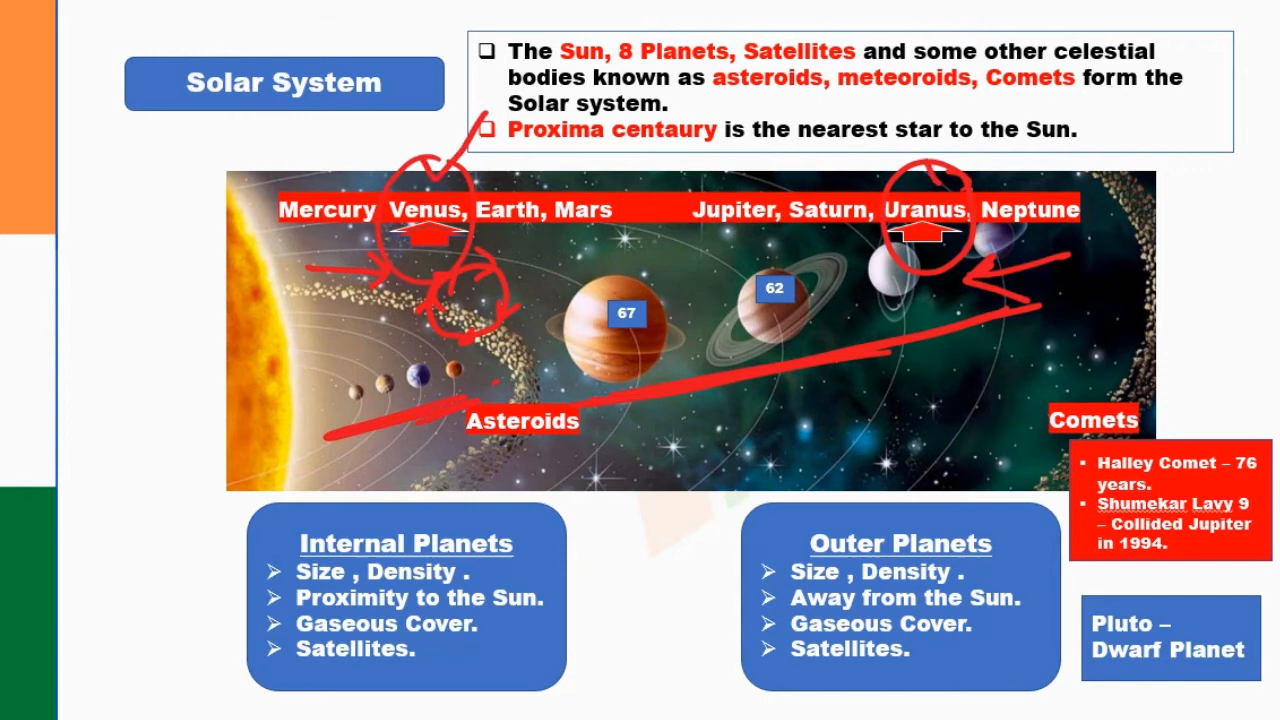 Solar System
❑ The Sun, 8 Planets, Satellites and some other celestial
bodies known as asteroids, meteoroids, Comets form the
Solar system.
❑ Proxima centaury is the nearest star to the Sun.
Mercury Venus, Earth, Mars
Jupiter, Saturn, Uranus, Neptune
67
62
Asteroids
Comets
▪ Halley Comet – 76
years.
▪ Shumekar Lavy 9
– Collided Jupiter
in 1994.
Internal Planets
➢ Size , Density .
➢ Proximity to the Sun.
➢ Gaseous Cover.
➢ Satellites.
Outer Planets
➢ Size , Density .
➢ Away from the Sun.
➢ Gaseous Cover.
➢ Satellites.
Pluto –
Dwarf Planet